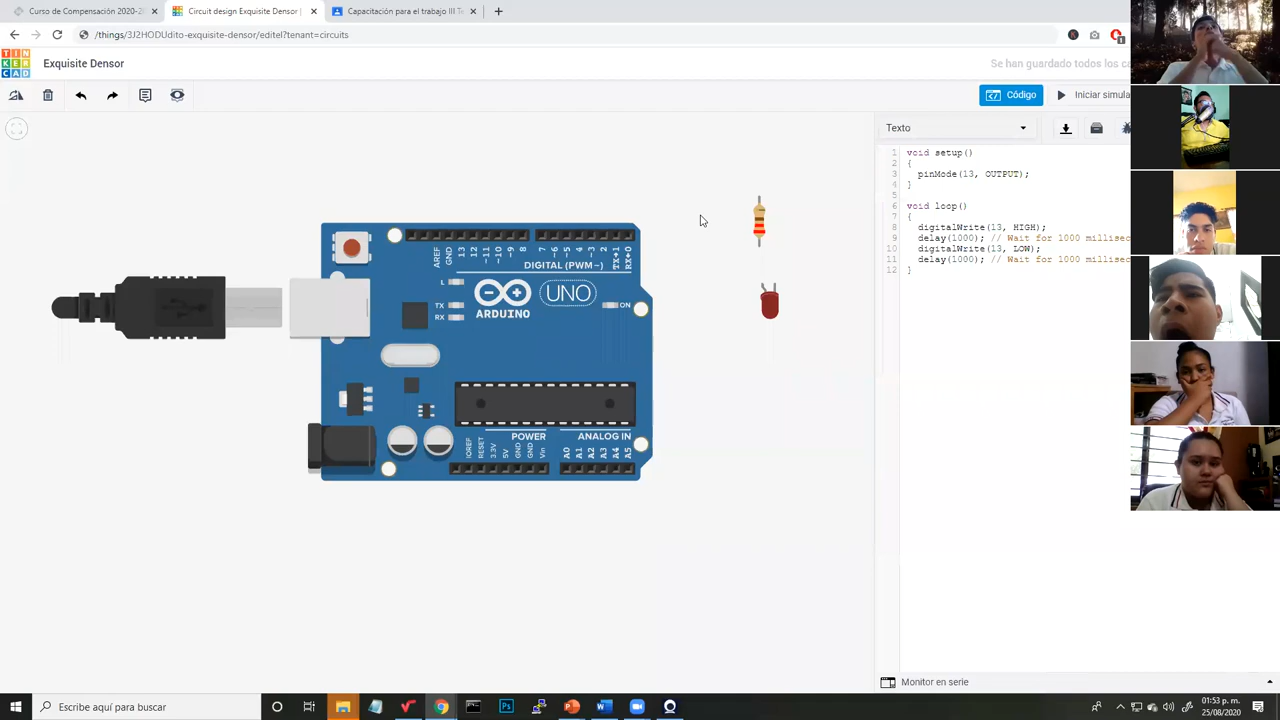 Curso de Compensación 2020-2
Circuit design Exquisite Densor |
Capacitación para el trabajo III T
/things/3J2HODUdito-exquisite-densor/editel?tenant=circuits
1
TIN
KER
CAD
Exquisite Densor
Se han guardado todos los ca
Código
Iniciar simula
Texto
1 void setup()
2 {
3 pinMode(13, OUTPUT);
4 }
5
6 void loop()
7 {
8 digitalWrite(13, HIGH);
9 delay(1000); // Wait for 1000 millisec
10 digitalWrite(13, LOW);
11 delay(1000); // Wait for 1000 millisec
12 }
AREF
GND
13
12
~11
~10
~9
8
7
~6
~5
4
~3
2
TX→1
RX←0
DIGITAL (PWM~)
L
TX
RX
ARDUINO
UNO
ON
POWER
ANALOG IN
IOREF
RESET
3.3V
5V
GND
GND
Vin
A0
A1
A2
A3
A4
A5
Monitor en serie
Escribe aquí para buscar
Ps
01:53 p. m.
25/08/2020